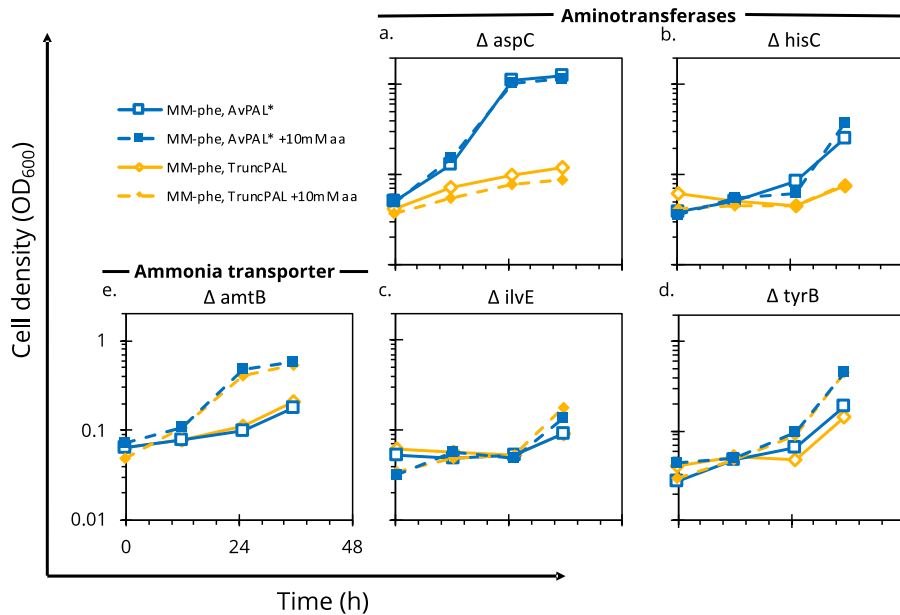 Aminotransferases
a.
Δ aspC
b.
Δ hisC
MM-phe, AvPAL*
MM-phe, AvPAL* +10mM aa
MM-phe, TruncPAL
MM-phe, TruncPAL +10mM aa
Cell density (OD600)
Ammonia transporter
e.
Δ amtB
c.
Δ ilvE
d.
Δ tyrB
1
0.1
0.01
0
24
48
Time (h)